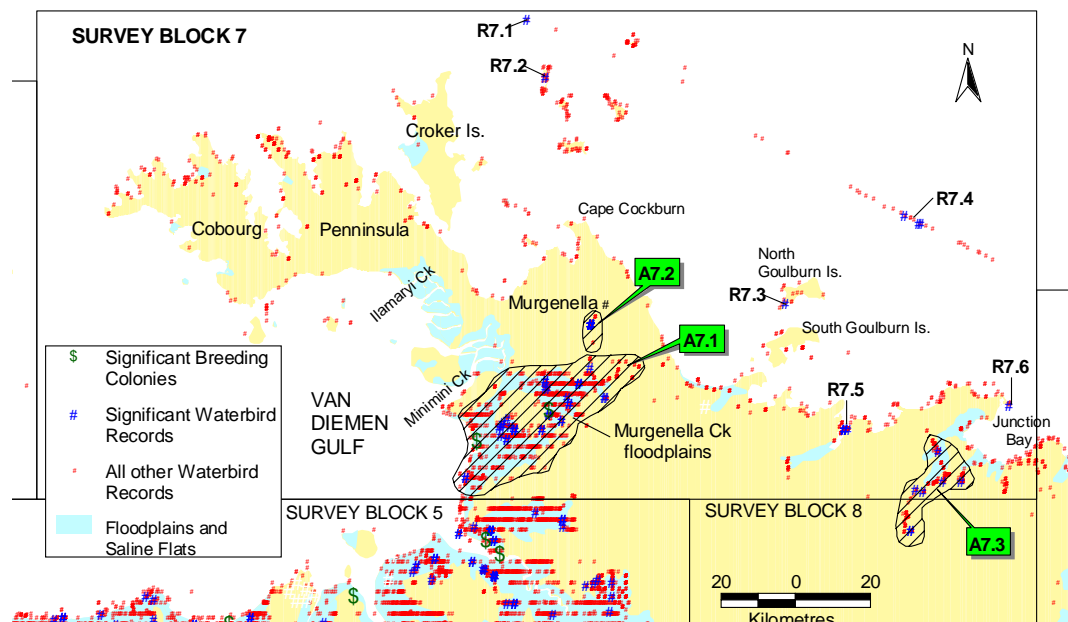 SURVEY BLOCK 7
R7.1
R7.2
N
Croker Is.
R7.4
Cape Cockburn
Cobourg
Penninsula
North
Goulburn Is.
A7.2
Ilamaryi Ck
R7.3
Murgenella
South Goulburn Is.
A7.1
$ Significant Breeding
Colonies
# Significant Waterbird
Records
# All other Waterbird
Records
Floodplains and
Saline Flats
Minimini Ck
VAN
DIEMEN
GULF
R7.6
R7.5
Junction
Bay
Murgenella Ck
floodplains
SURVEY BLOCK 5
SURVEY BLOCK 8
A7.3
20 0 20
Kilometres